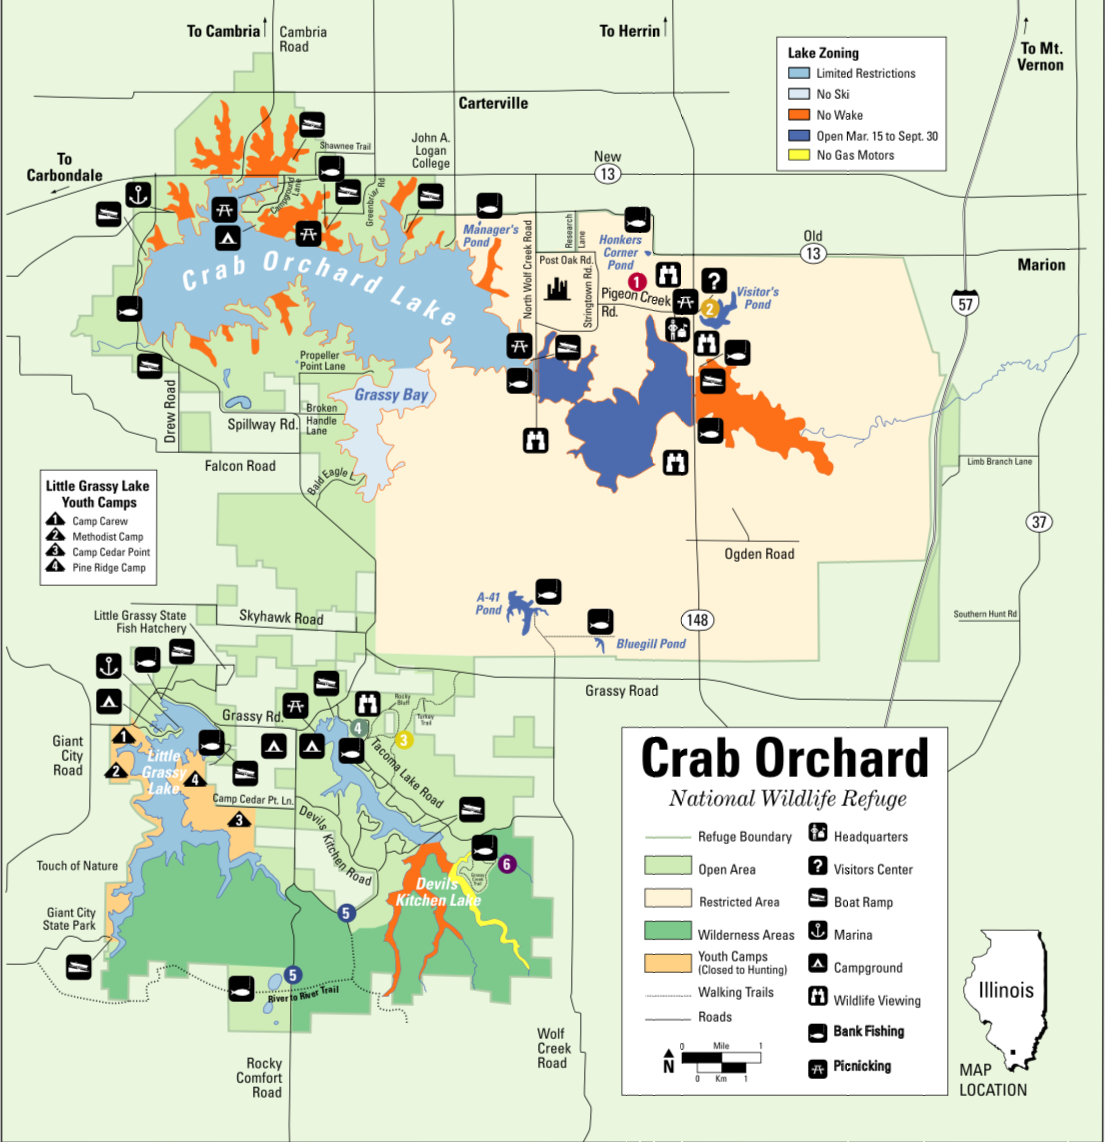 To Cambria
Cambria
Road
To Herrin
To Mt.
Vernon
Lake Zoning
Limited Restrictions
No Ski
No Wake
Open Mar. 15 to Sept. 30
No Gas Motors
Carterville
To
Carbondale
Shawnee Trail
John A.
Logan
College
New
13
Campground
Lane
Greenbriar Rd
Manager's
Pond
North Wolf Creek Road
Research
Lane
Honkers
Corner
Pond
Old
13
Marion
Post Oak Rd.
Stringtown Rd.
1
Pigeon Creek
Rd.
?
2
Visitor's
Pond
57
Crab Orchard Lake
Propeller
Point Lane
Grassy Bay
Drew Road
Spillway Rd.
Broken
Handle
Lane
Falcon Road
Bald Eagle L.
Limb Branch Lane
37
Little Grassy Lake
Youth Camps
1 Camp Carew
2 Methodist Camp
3 Camp Cedar Point
4 Pine Ridge Camp
Ogden Road
A-41
Pond
Bluegill Pond
148
Southern Hunt Rd
Little Grassy State
Fish Hatchery
Skyhawk Road
Grassy Road
Rocky
Bluff
Turkey
Trail
Grassy Rd.
4
3
Giant
City
Road
1
2
Little
Grassy
Lake
4
Camp Cedar Pt. Ln.
3
Tacoma Lake Road
Devils Kitchen Road
Touch of Nature
Giant City
State Park
Devils
Kitchen Lake
6
5
5
River to River Trail
Rocky
Comfort
Road
Wolf
Creek
Road
Crab Orchard
National Wildlife Refuge
Refuge Boundary
Open Area
Restricted Area
Wilderness Areas
Youth Camps
(Closed to Hunting)
Walking Trails
Roads
0 Mile 1
N
0 Km 1
Headquarters
? Visitors Center
Boat Ramp
Marina
Campground
Wildlife Viewing
Bank Fishing
Picnicking
Illinois
MAP
LOCATION